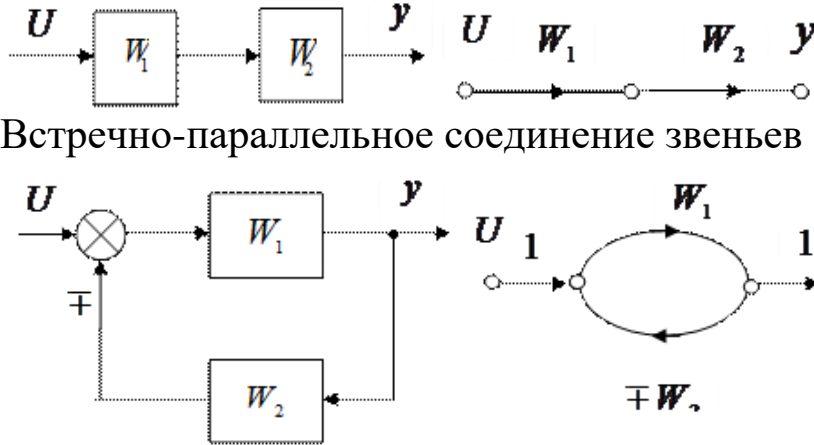 U W₁ W₂ y U W₁ W₂ y
Встречно-параллельное соединение звеньев
U W₁ y U 1 W₁ 1
∓
W₂ ∓W₂